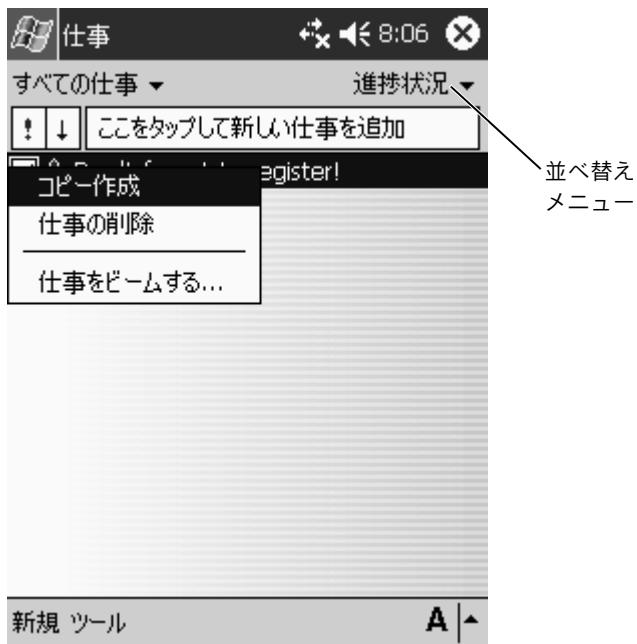 仕事 8:06
すべての仕事 進捗状況
! ↓ ここをタップして新しい仕事を追加
register!
コピー作成
仕事の削除
仕事をビームする...
並べ替え
メニュー
新規 ツール A